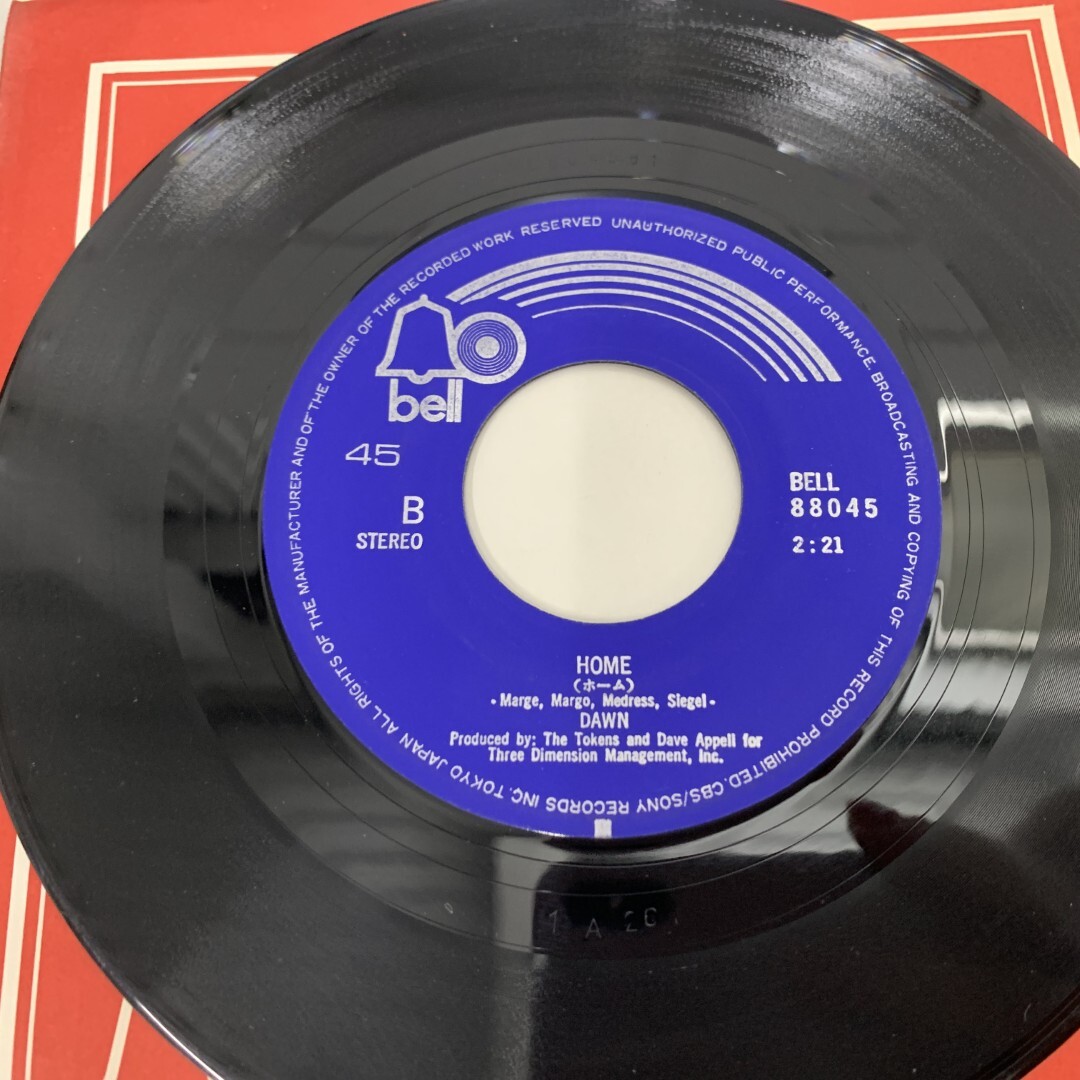 ALL RIGHTS OF THE MANUFACTURER AND OF THE OWNER OF THE RECORDED WORK RESERVED UNAUTHORIZED PUBLIC PERFORMANCE. BROADCASTING AND COPYING OF THIS RECORD PROHIBITED. CBS/SONY RECORDS INC. TOKYO JAPAN
bell
45
B
STEREO
BELL
88045
2:21
HOME
(ホーム)
• Marge, Margo, Medress, Siegel •
DAWN
Produced by: The Tokens and Dave Appell for
Three Dimension Management, Inc.
1 A 26